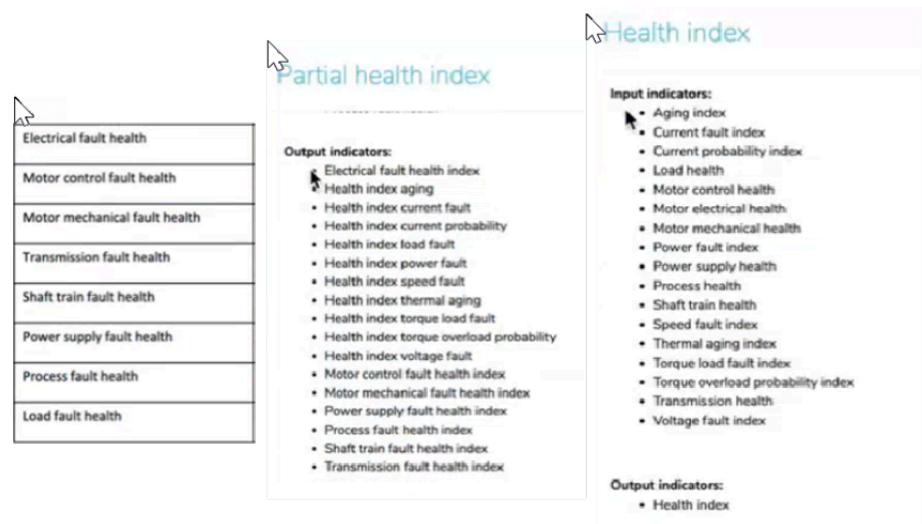 Electrical fault health
Motor control fault health
Motor mechanical fault health
Transmission fault health
Shaft train fault health
Power supply fault health
Process fault health
Load fault health
Partial health index
Output indicators:
• Electrical fault health index
• Health index aging
• Health index current fault
• Health index current probability
• Health index load fault
• Health index power fault
• Health index speed fault
• Health index thermal aging
• Health index torque load fault
• Health index torque overload probability
• Health index voltage fault
• Motor control fault health index
• Motor mechanical fault health index
• Power supply fault health index
• Process fault health index
• Shaft train fault health index
• Transmission fault health index
Health index
Input indicators:
• Aging index
• Current fault index
• Current probability index
• Load health
• Motor control health
• Motor electrical health
• Motor mechanical health
• Power fault index
• Power supply health
• Process health
• Shaft train health
• Speed fault index
• Thermal aging index
• Torque load fault index
• Torque overload probability index
• Transmission health
• Voltage fault index
Output indicators:
• Health index